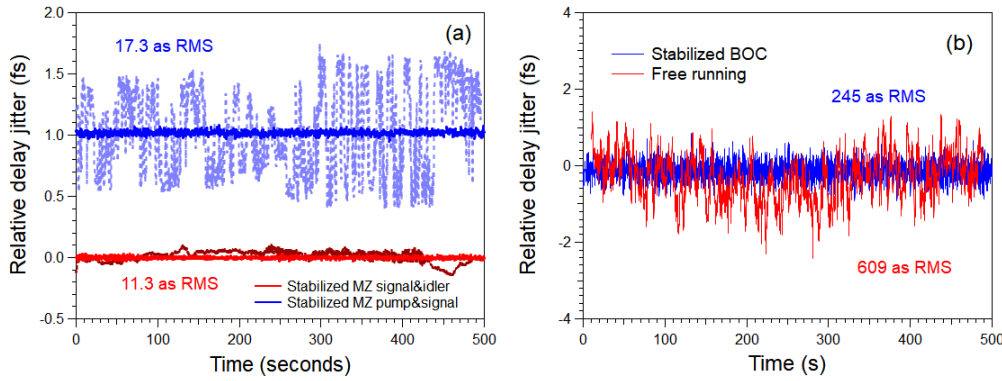 2.0
(a)
17.3 as RMS
1.5
1.0
0.5
0.0
11.3 as RMS
Stabilized MZ signal&idler
Stabilized MZ pump&signal
-0.5
0
100
200
300
400
500
Time (seconds)
Relative delay jitter (fs)
4
(b)
Stabilized BOC
Free running
2
245 as RMS
0
-2
609 as RMS
-4
0
100
200
300
400
500
Time (s)
Relative delay jitter (fs)